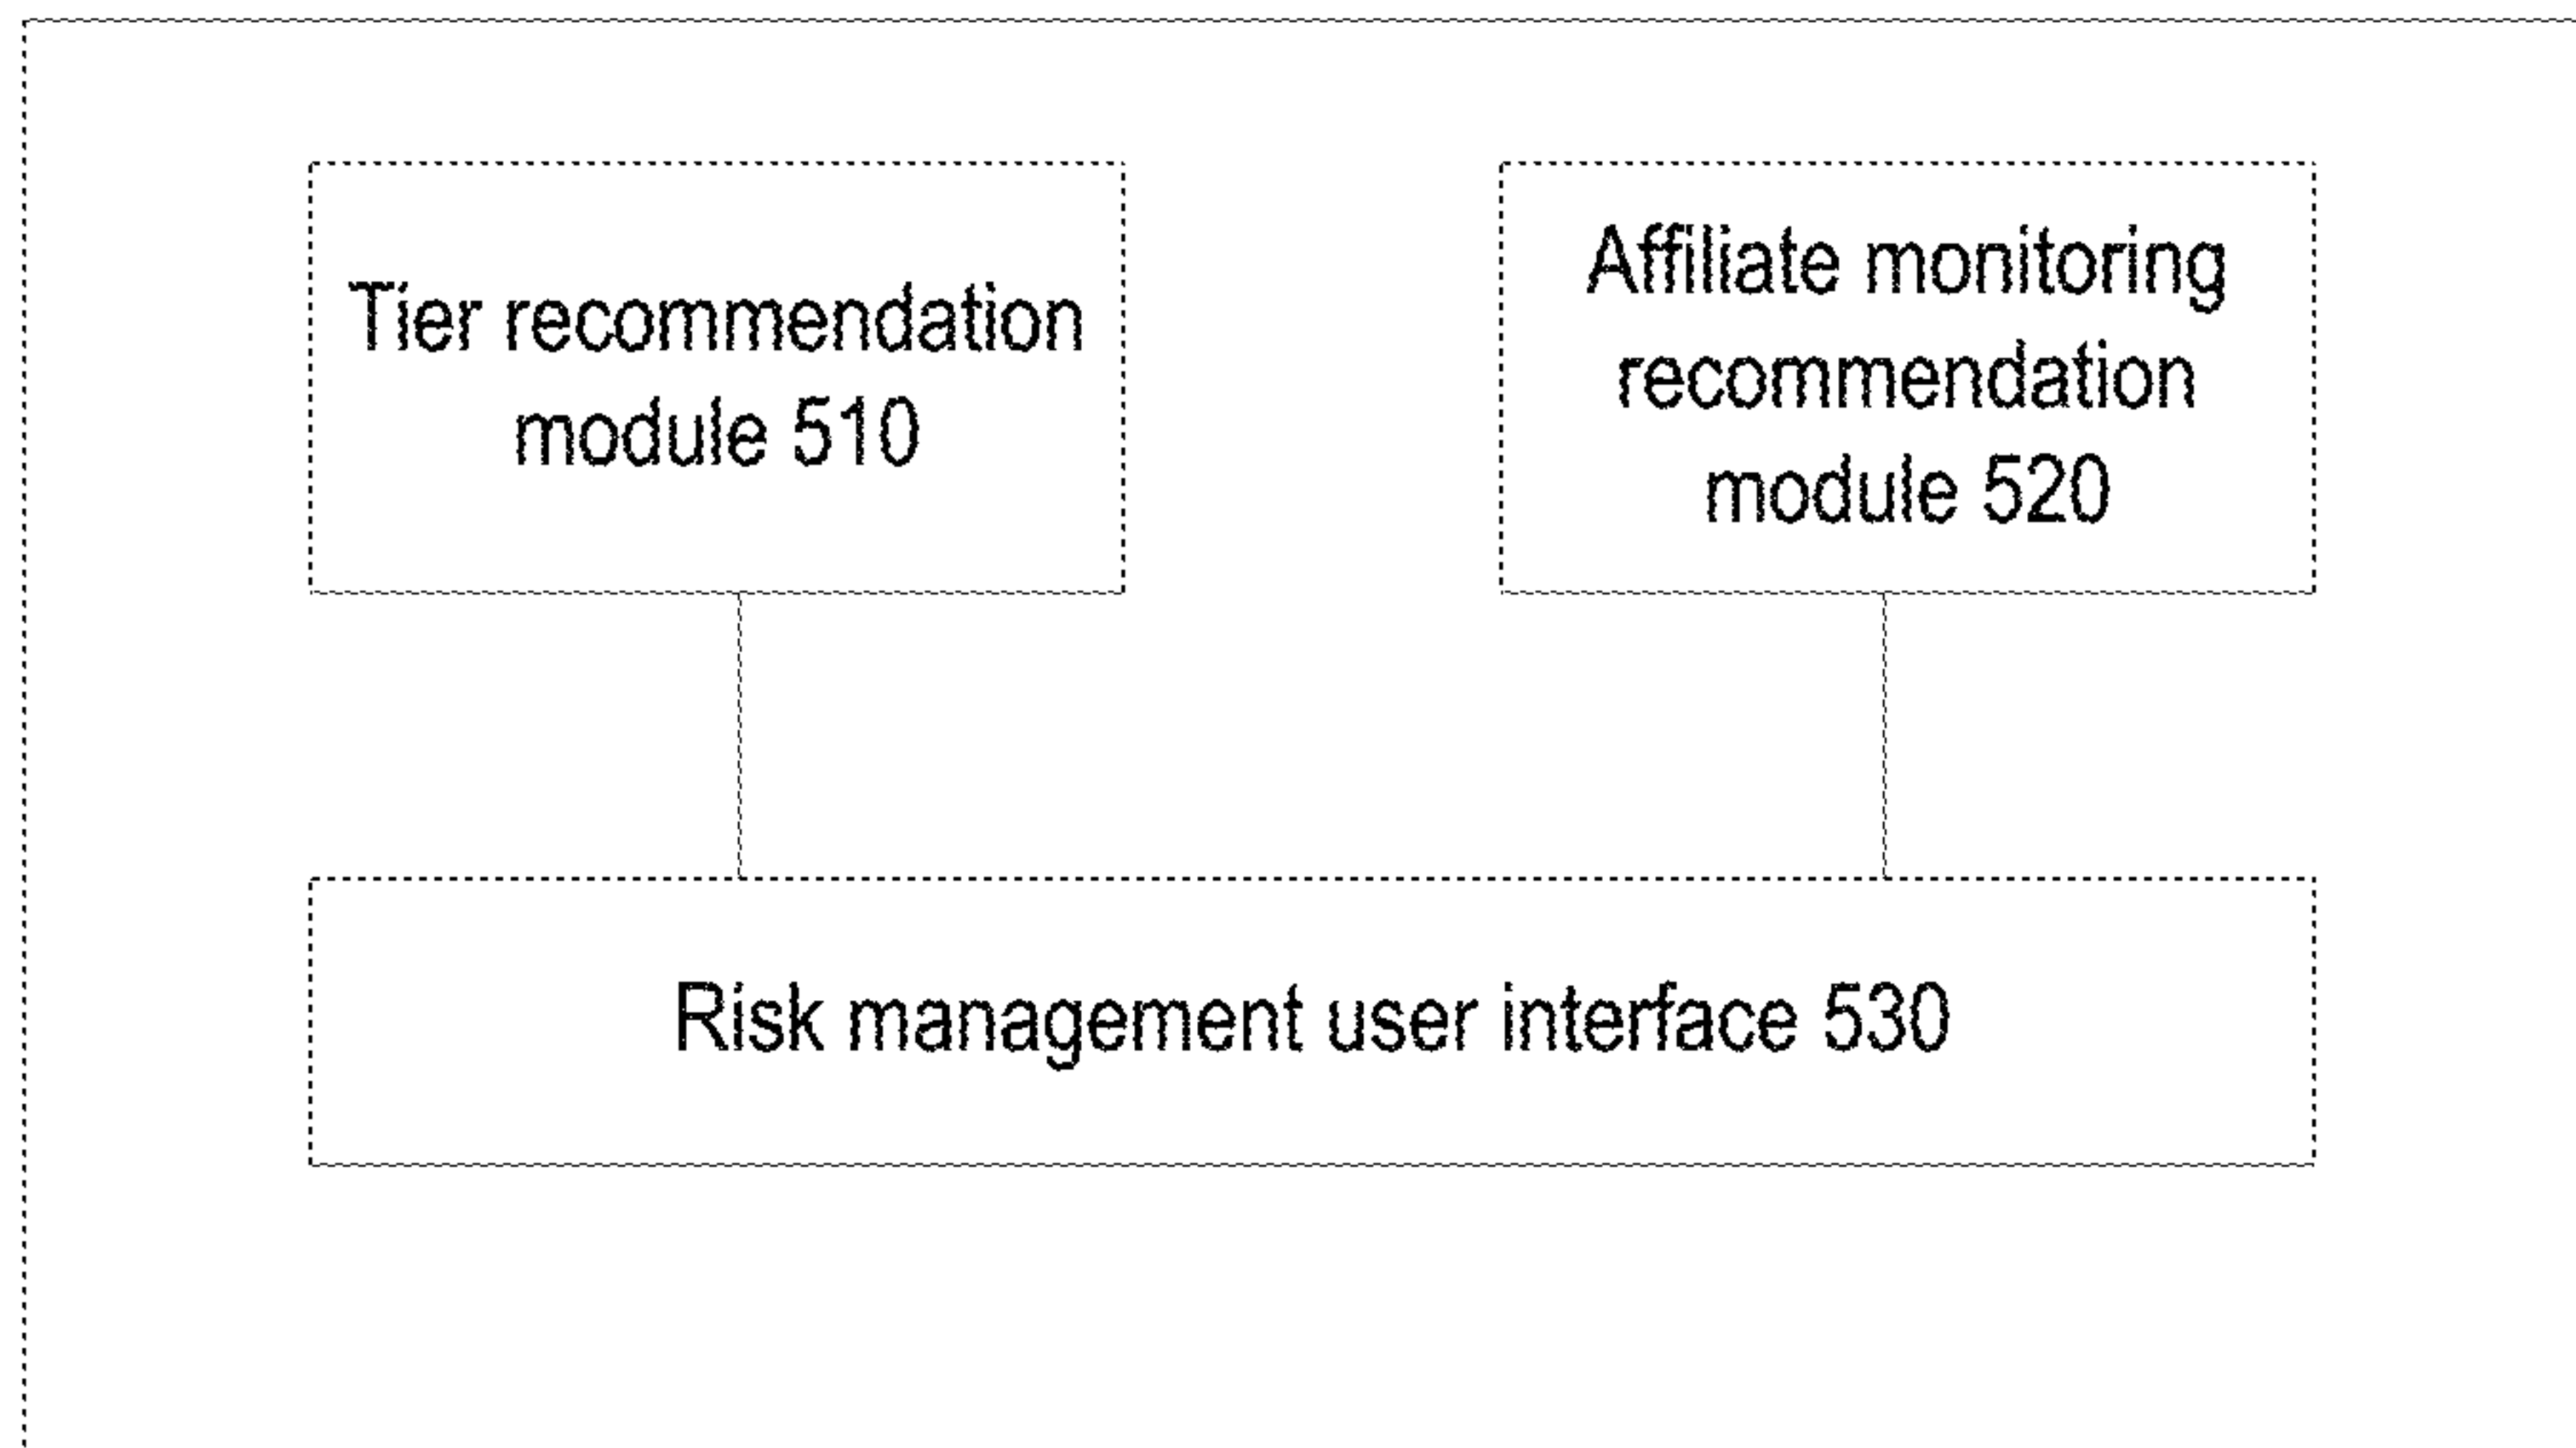 Tier recommendation
module 510
Affiliate monitoring
recommendation
module 520
Risk management user interface 530